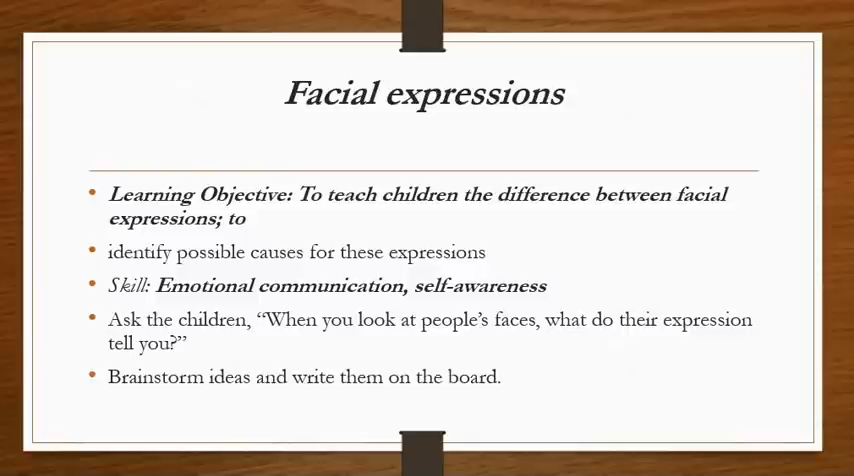 Facial expressions
• Learning Objective: To teach children the difference between facial
expressions; to
• identify possible causes for these expressions
• Skill: Emotional communication, self-awareness
• Ask the children, “When you look at people’s faces, what do their expression
tell you?”
• Brainstorm ideas and write them on the board.